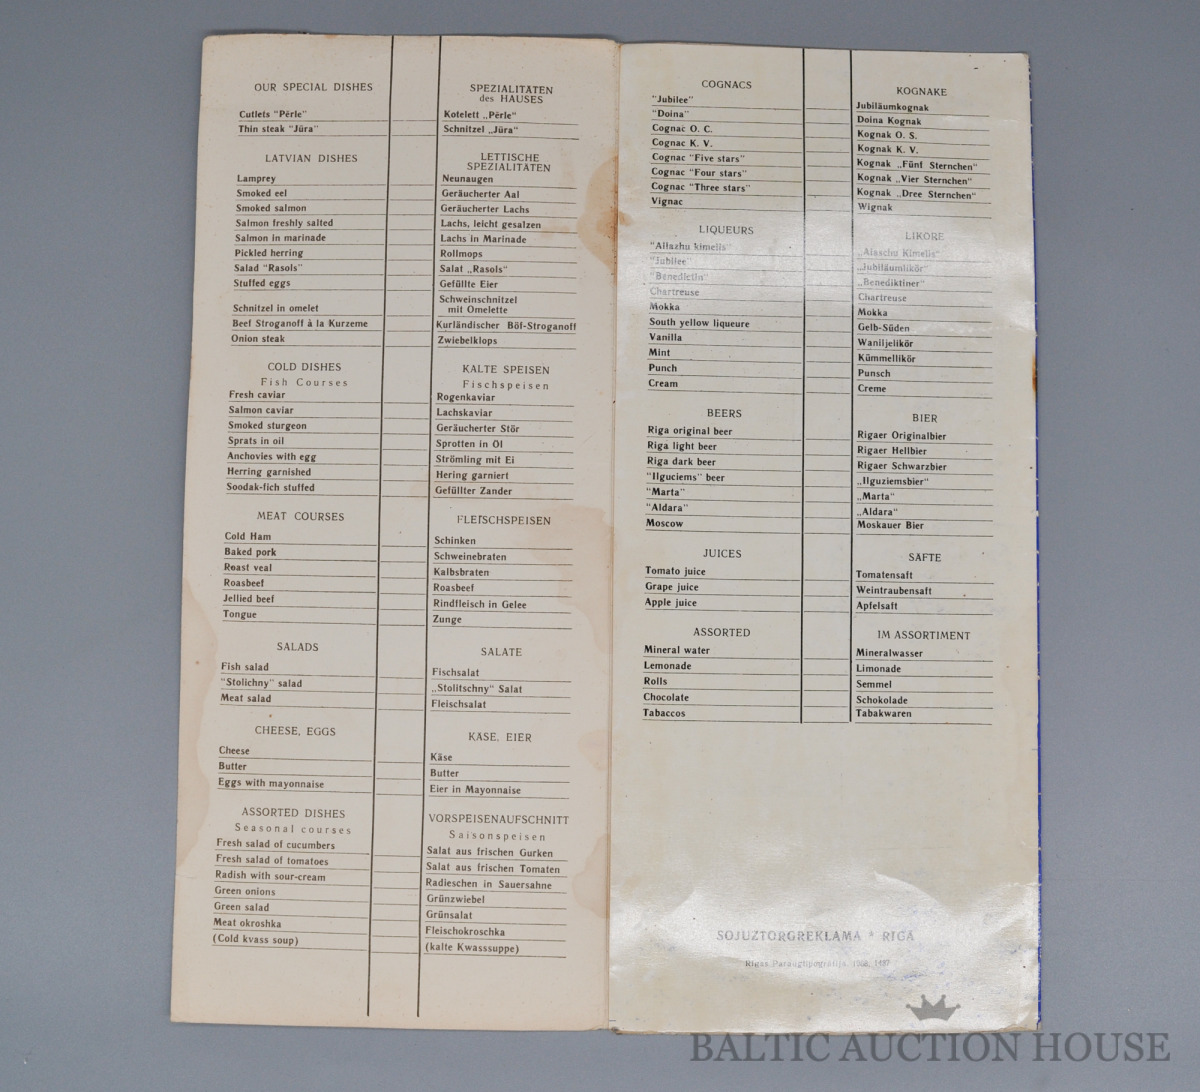 OUR SPECIAL DISHES
Cutlets "Pērle"
Thin steak "Jūra"
LATVIAN DISHES
Lamprey
Smoked eel
Smoked salmon
Salmon freshly salted
Salmon in marinade
Pickled herring
Salad "Rasols"
Stuffed eggs
Schnitzel in omelet
Beef Stroganoff à la Kurzeme
Onion steak
COLD DISHES
Fish Courses
Fresh caviar
Salmon caviar
Smoked sturgeon
Sprats in oil
Anchovies with egg
Herring garnished
Soodak-fich stuffed
MEAT COURSES
Cold Ham
Baked pork
Roast veal
Roasbeef
Jellied beef
Tongue
SALADS
Fish salad
"Stolichny" salad
Meat salad
CHEESE, EGGS
Cheese
Butter
Eggs with mayonnaise
ASSORTED DISHES
Seasonal courses
Fresh salad of cucumbers
Fresh salad of tomatoes
Radish with sour-cream
Green onions
Green salad
Meat okroshka
(Cold kvass soup)
SPEZIALITÄTEN
des HAUSES
Kotelett „Pērle"
Schnitzel „Jūra"
LETTISCHE
SPEZIALITÄTEN
Neunaugen
Geräucherter Aal
Geräucherter Lachs
Lachs, leicht gesalzen
Lachs in Marinade
Rollmops
Salat „Rasols"
Gefüllte Eier
Schweinschnitzel
mit Omelette
Kurländischer Böf-Stroganoff
Zwiebelklops
KALTE SPEISEN
Fischspeisen
Rogenkaviar
Lachskaviar
Geräucherter Stör
Sprotten in Ol
Strömling mit Ei
Hering garniert
Gefüllter Zander
FLEISCHSPEISEN
Schinken
Schweinebraten
Kalbsbraten
Roasbeef
Rindfleisch in Gelee
Zunge
SALATE
Fischsalat
„Stolitschny" Salat
Fleischsalat
KÄSE, EIER
Käse
Butter
Eier in Mayonnaise
VORSPEISENAUFSCHNITT
Saisonspeisen
Salat aus frischen Gurken
Salat aus frischen Tomaten
Radieschen in Sauersahne
Grünzwiebel
Grünsalat
Fleischokroschka
(kalte Kwasssuppe)
COGNACS
"Jubilee"
"Doina"
Cognac O. C.
Cognac K. V.
Cognac "Five stars"
Cognac "Four stars"
Cognac "Three stars"
Vignac
LIQUEURS
"Allazhu kimelis"
"Jubilee"
"Benedictin"
Chartreuse
Mokka
South yellow liqueure
Vanilla
Mint
Punch
Cream
BEERS
Riga original beer
Riga light beer
Riga dark beer
"Ilguciems" beer
"Marta"
"Aldara"
Moscow
JUICES
Tomato juice
Grape juice
Apple juice
ASSORTED
Mineral water
Lemonade
Rolls
Chocolate
Tabaccos
KOGNAKE
Jubiläumkognak
Doina Kognak
Kognak O. S.
Kognak K. V.
Kognak „Fünf Sternchen"
Kognak „Vier Sternchen"
Kognak „Dree Sternchen"
Wignak
LIKÖRE
„Alaschu Kimelis"
„Jubiläumlikör"
„Benediktiner"
Chartreuse
Mokka
Gelb-Süden
Waniljelikör
Kümmellikör
Punsch
Creme
BIER
Rigaer Originalbier
Rigaer Hellbier
Rigaer Schwarzbier
„Ilguziemsbier"
„Marta"
„Aldara"
Moskauer Bier
SÄFTE
Tomatensaft
Weintraubensaft
Apfelsaft
IM ASSORTIMENT
Mineralwasser
Limonade
Semmel
Schokolade
Tabakwaren
SOJUZTORGREKLAMA * RIGA
Rīgas Paraugtipogrāfija, 1968, 1487
BALTIC AUCTION HOUSE